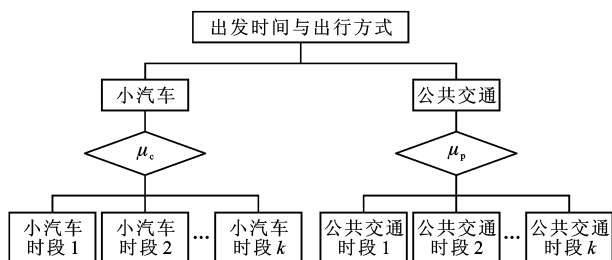 出发时间与出行方式
小汽车 公共交通
μc μp
小汽车 小汽车 小汽车 公共交通 公共交通 公共交通
时段1 时段2 ... 时段k 时段1 时段2 ... 时段k